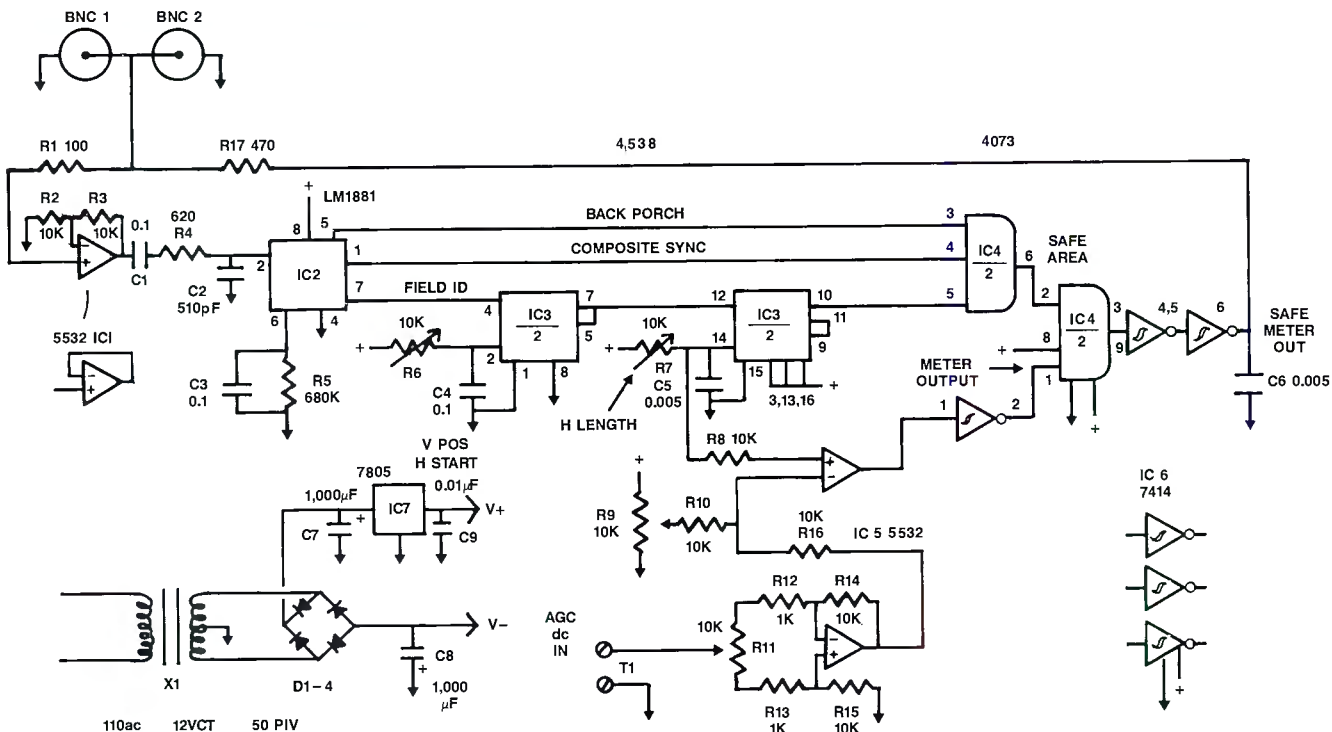 BNC 1
BNC 2
R1 100
R17 470
4,538
4073
R2
10K
R3
10K
0.1
C1
620
R4
C2
510pF
+
LM1881
8
5
2
IC2
1
7
6
4
BACK PORCH
COMPOSITE SYNC
FIELD ID
3
4
5
IC4
2
6
SAFE
AREA
2
8
1
IC4
2
3
9
4,5
6
SAFE
METER
OUT
C6 0.005
5532 ICI
C3
0.1
R5
680K
+
10K
R6
4
2
IC3
2
7
5
1
8
C4
0.1
V POS
H START
+
10K
R7
H LENGTH
C5
0.005
12
14
15
IC3
2
10
11
9
3,13,16
+
METER
OUTPUT
+
1
2
+
R8 10K
+
R9
10K
R10
10K
10K
R16
IC 5 5532
7805
IC7
1,000µF
+
C7
0.01µF
C9
V+
V-
C8
+
1,000
µF
X1
D1-4
110ac
12VCT
50 PIV
AGC
dc
IN
T1
10K
R11
R12
1K
R14
10K
R13
1K
R15
10K
IC 6
7414
+